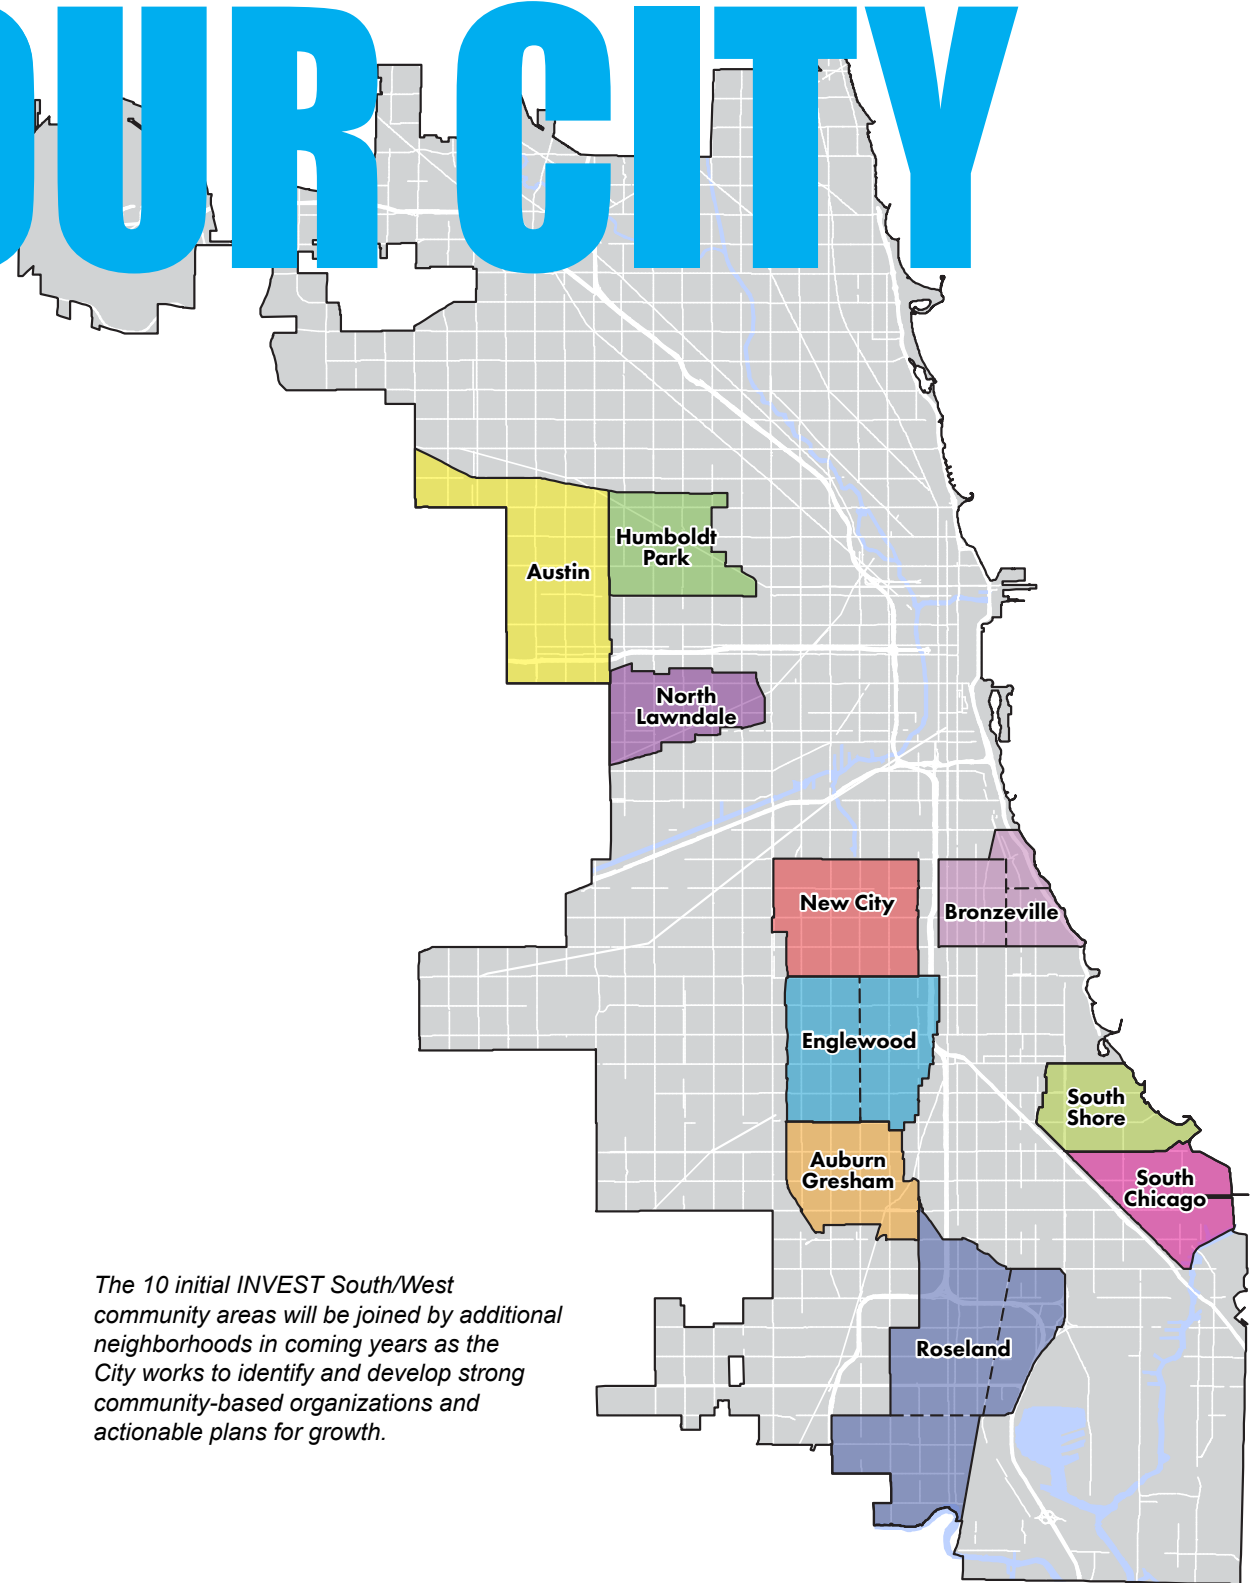 OUR CITY
Humboldt
Park
Austin
North
Lawndale
New City
Bronzeville
Englewood
South
Shore
Auburn
Gresham
South
Chicago
Roseland
The 10 initial INVEST South/West
community areas will be joined by additional
neighborhoods in coming years as the
City works to identify and develop strong
community-based organizations and
actionable plans for growth.